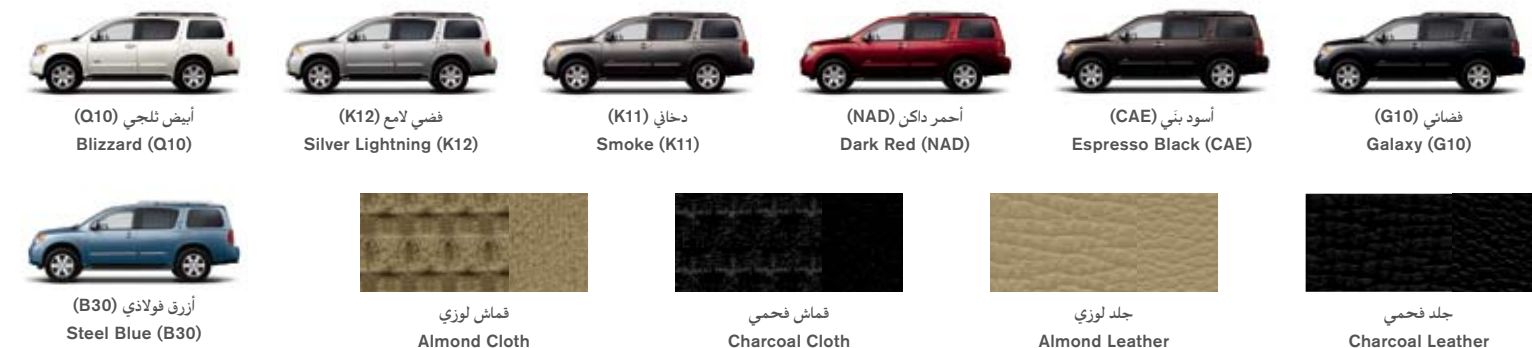 أبيض ثلجي (Q10)
Blizzard (Q10)
فضي لامع (K12)
Silver Lightning (K12)
دخاني (K11)
Smoke (K11)
أحمر داكن (NAD)
Dark Red (NAD)
أسود بنّي (CAE)
Espresso Black (CAE)
فضائي (G10)
Galaxy (G10)
أزرق فولاذي (B30)
Steel Blue (B30)
قماش لوزي
Almond Cloth
قماش فحمي
Charcoal Cloth
جلد لوزي
Almond Leather
جلد فحمي
Charcoal Leather